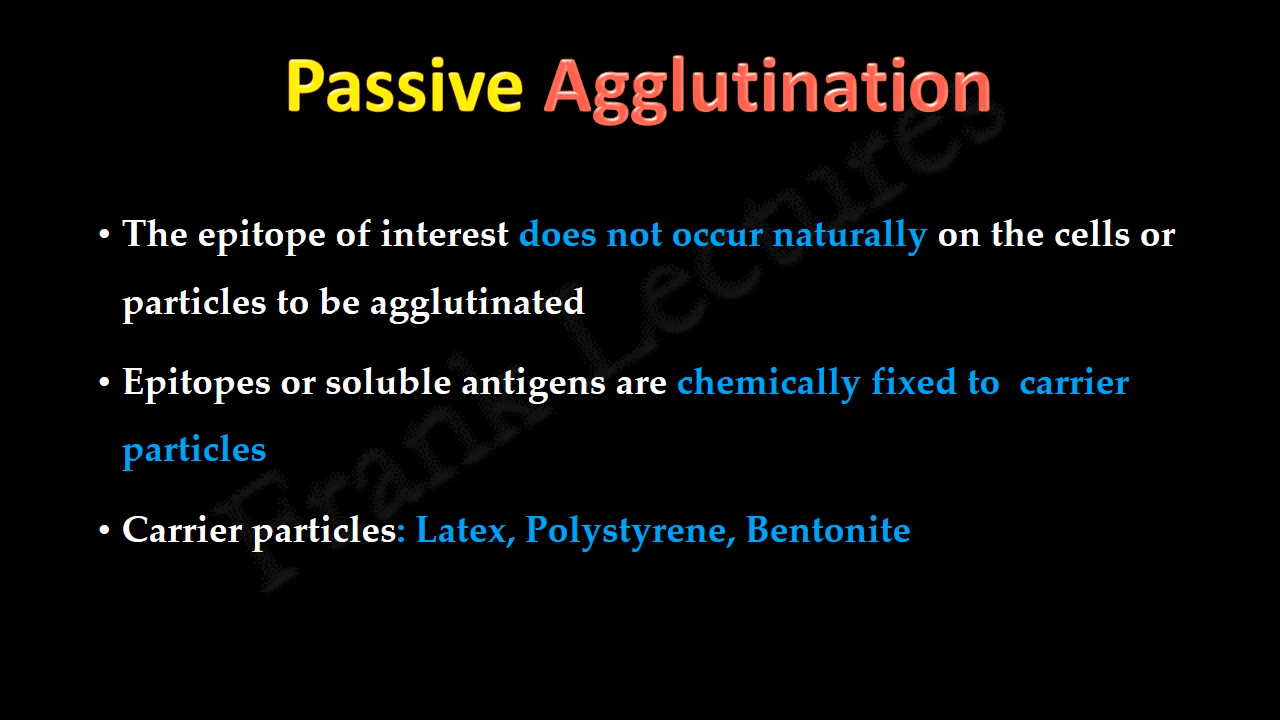 Passive Agglutination
• The epitope of interest does not occur naturally on the cells or
particles to be agglutinated
• Epitopes or soluble antigens are chemically fixed to carrier
particles
• Carrier particles: Latex, Polystyrene, Bentonite
Frank Lectures